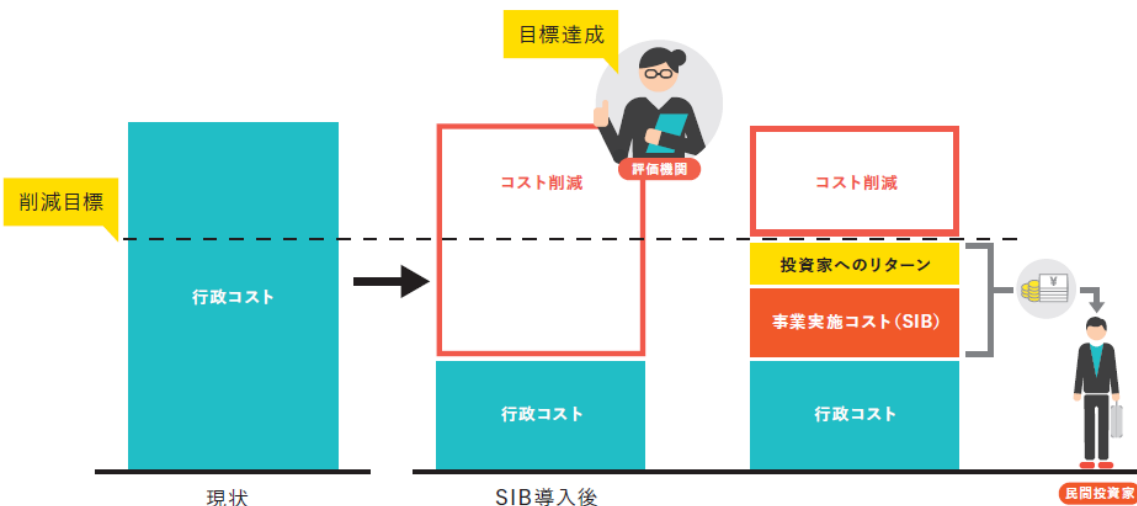 目標達成
評価機関
削減目標
行政コスト
コスト削減
行政コスト
コスト削減
投資家へのリターン
事業実施コスト(SIB)
行政コスト
¥
民間投資家
現状
SIB導入後